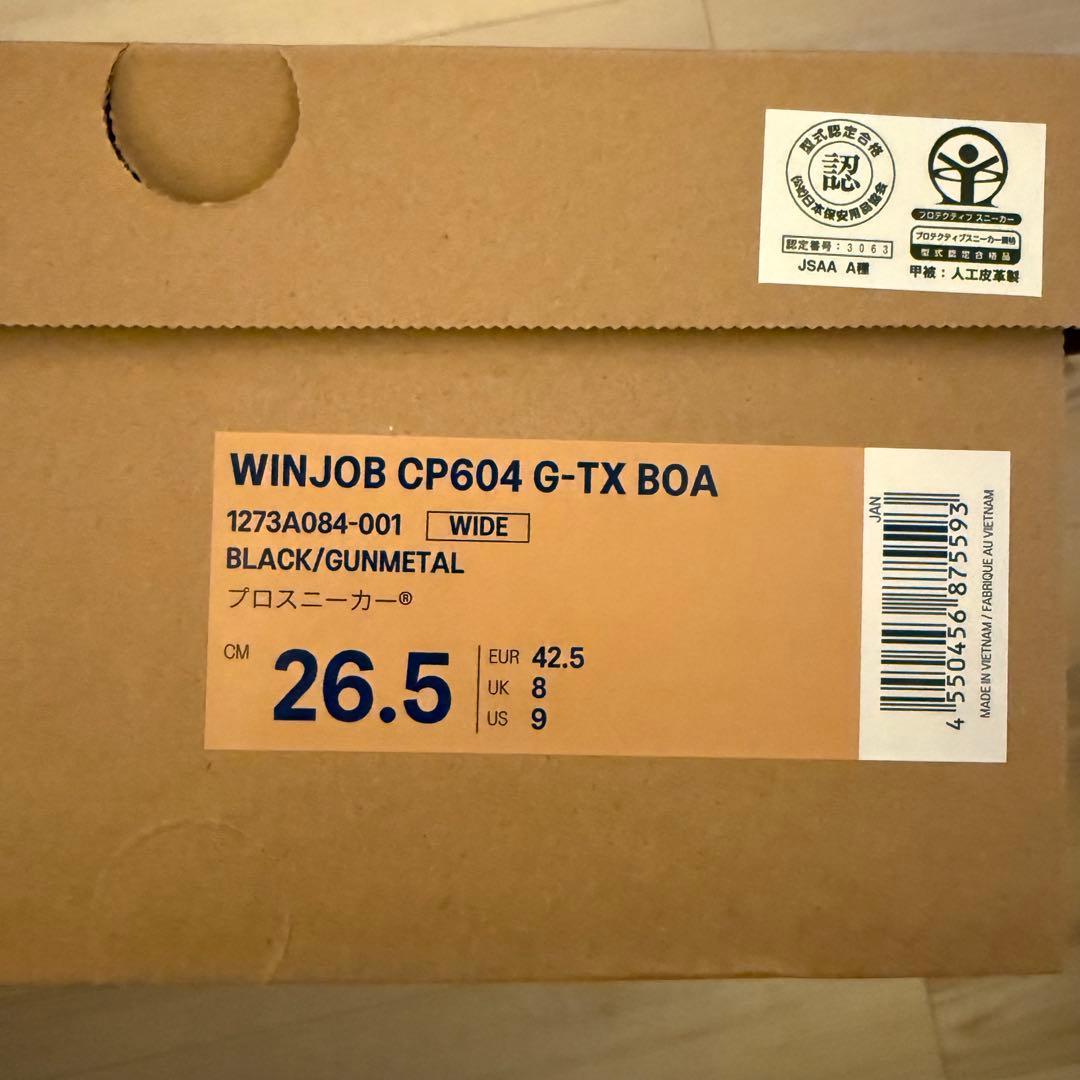 型式認定合格
認
(公社)日本保安用品協会
認定番号:3063
JSAA A種
プロテクティブ スニーカー
プロテクティブスニーカー規格
型式認定合格品
甲被:人工皮革製
WINJOB CP604 G-TX BOA
1273A084-001 WIDE
BLACK/GUNMETAL
プロスニーカー®
CM 26.5
EUR 42.5
UK 8
US 9
JAN
4 550456 875593
MADE IN VIETNAM / FABRIQUE AU VIETNAM